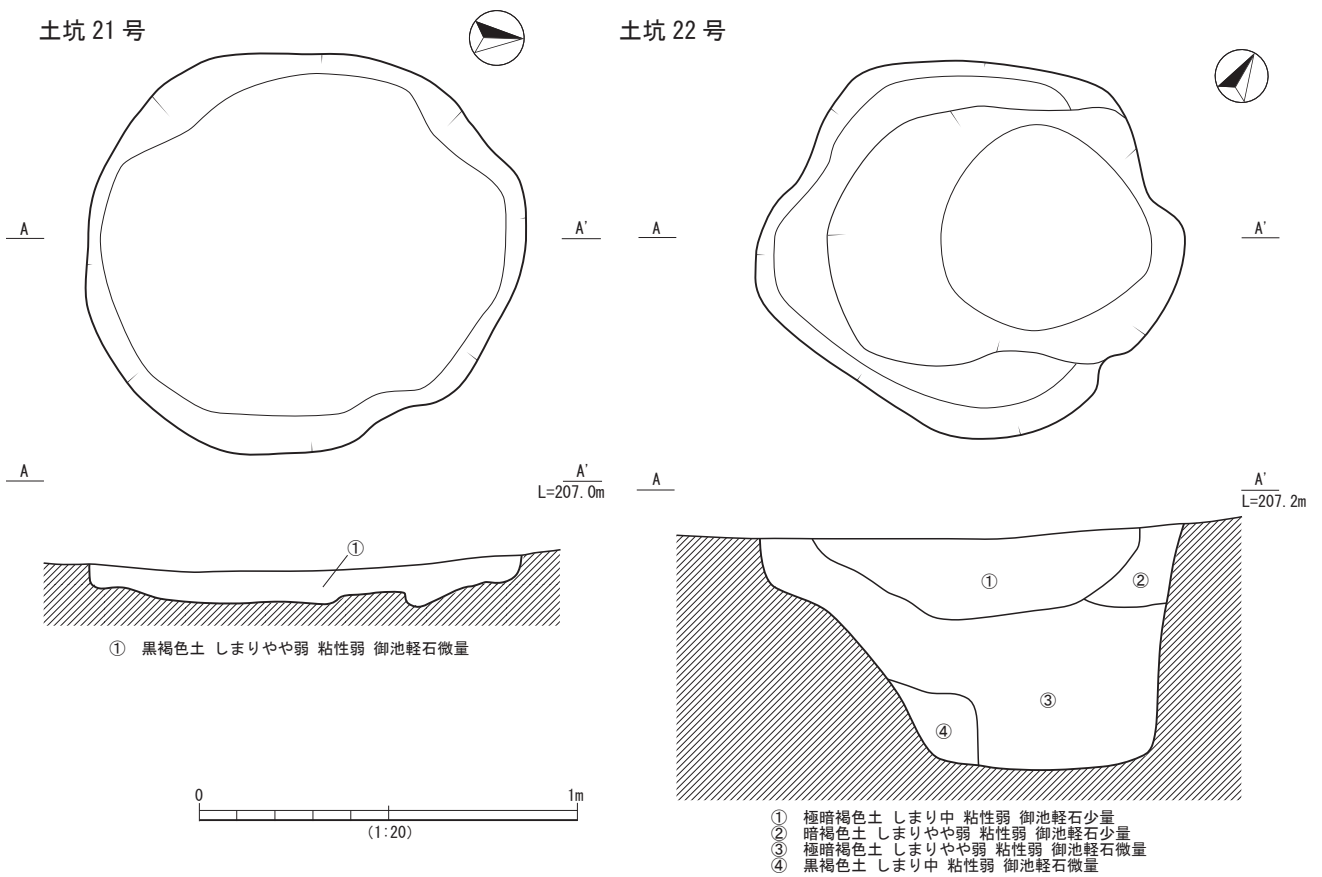 土坑 21 号
A
A'
A
A'
L=207.0m
①
① 黒褐色土 しまりやや弱 粘性弱 御池軽石微量
0
1m
(1:20)
土坑 22 号
A
A'
A
A'
L=207.2m
①
②
③
④
① 極暗褐色土 しまり中 粘性弱 御池軽石少量
② 暗褐色土 しまりやや弱 粘性弱 御池軽石少量
③ 極暗褐色土 しまりやや弱 粘性弱 御池軽石微量
④ 黒褐色土 しまり中 粘性弱 御池軽石微量